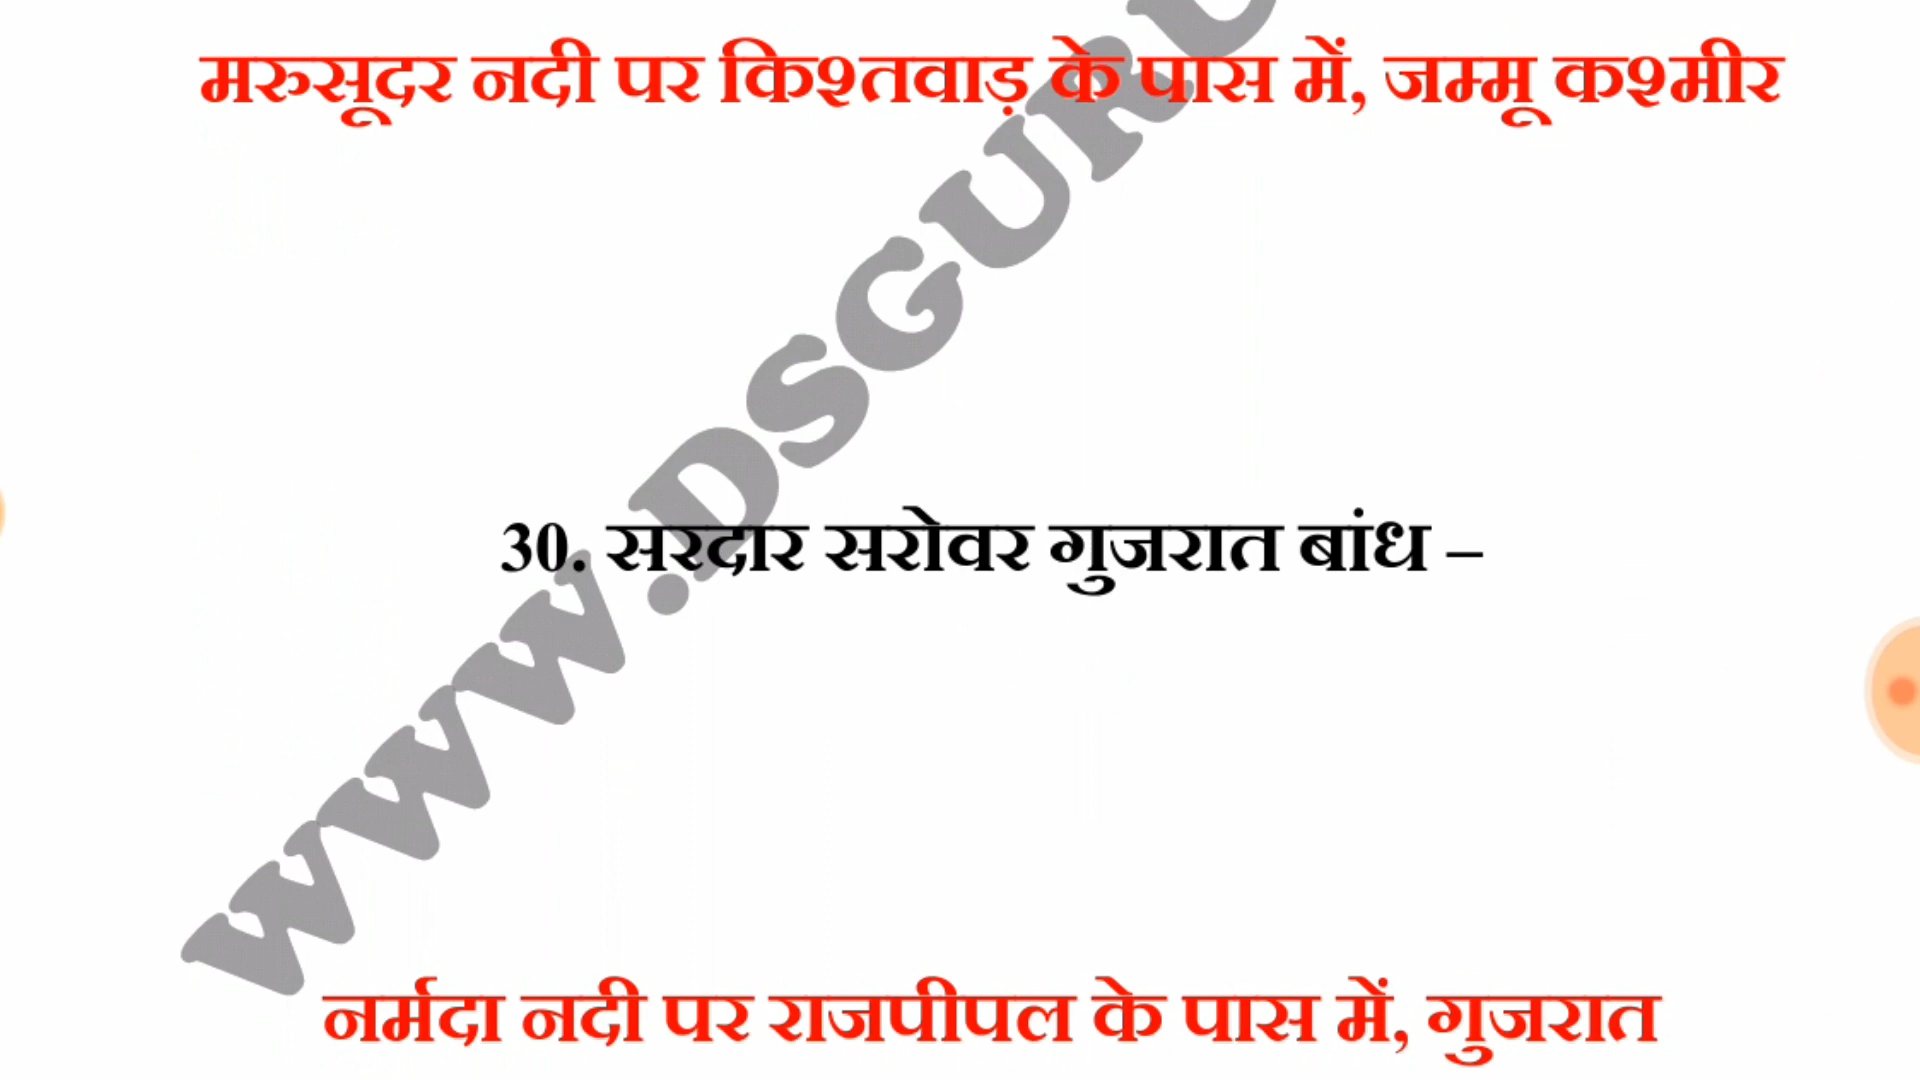 मरुसूदर नदी पर किश्तवाड़ के पास में, जम्मू कश्मीर
30. सरदार सरोवर गुजरात बांध –
नर्मदा नदी पर राजपीपल के पास में, गुजरात
WWW.DSGURU